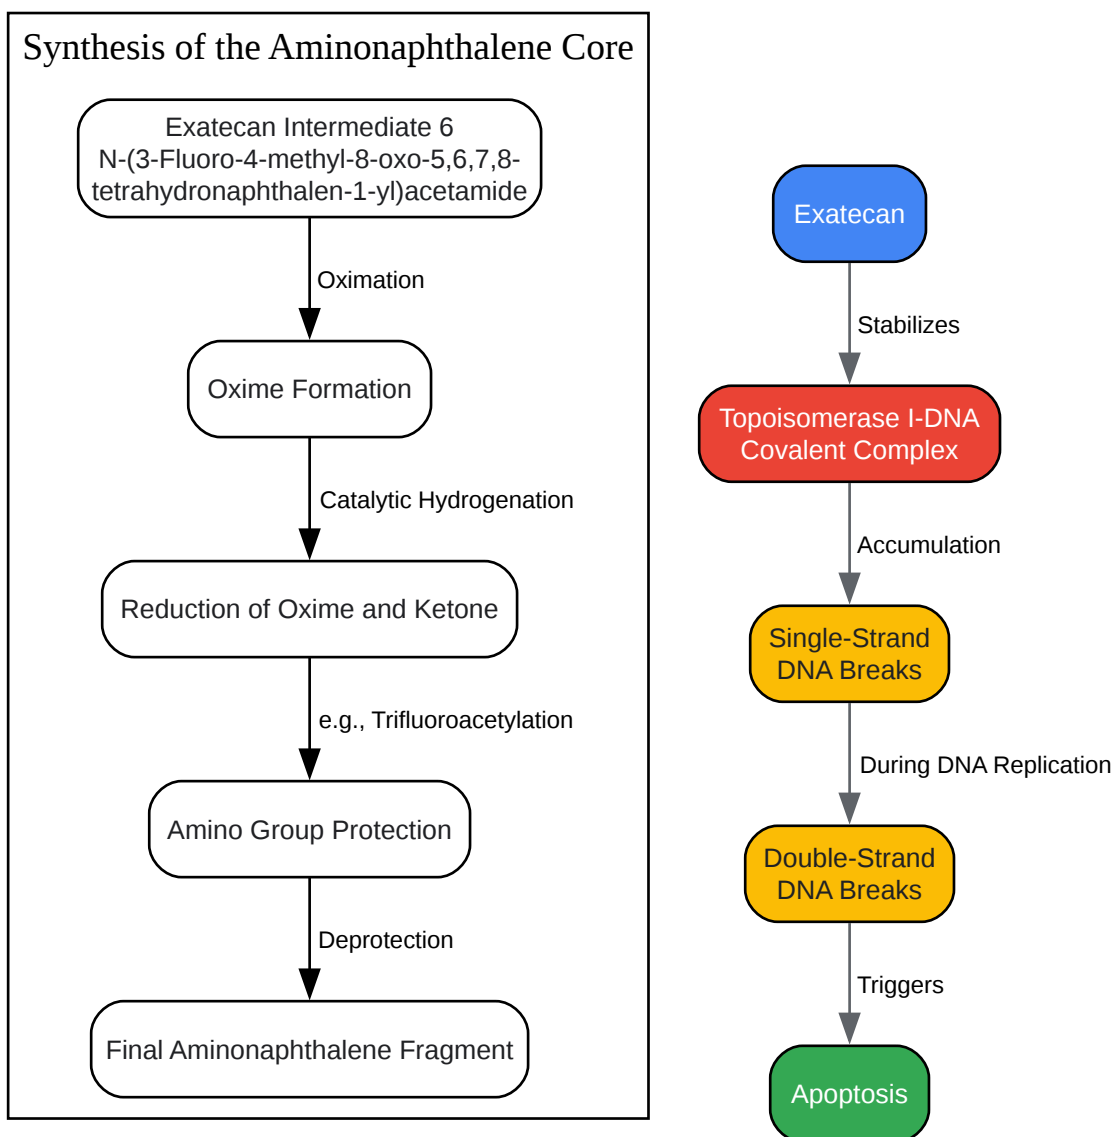 Synthesis of the Aminonaphthalene Core
Exatecan Intermediate 6
N-(3-Fluoro-4-methyl-8-oxo-5,6,7,8-
tetrahydronaphthalen-1-yl)acetamide
Oximation
Oxime Formation
Catalytic Hydrogenation
Reduction of Oxime and Ketone
e.g., Trifluoroacetylation
Amino Group Protection
Deprotection
Final Aminonaphthalene Fragment
Exatecan
Stabilizes
Topoisomerase I-DNA
Covalent Complex
Accumulation
Single-Strand
DNA Breaks
During DNA Replication
Double-Strand
DNA Breaks
Triggers
Apoptosis